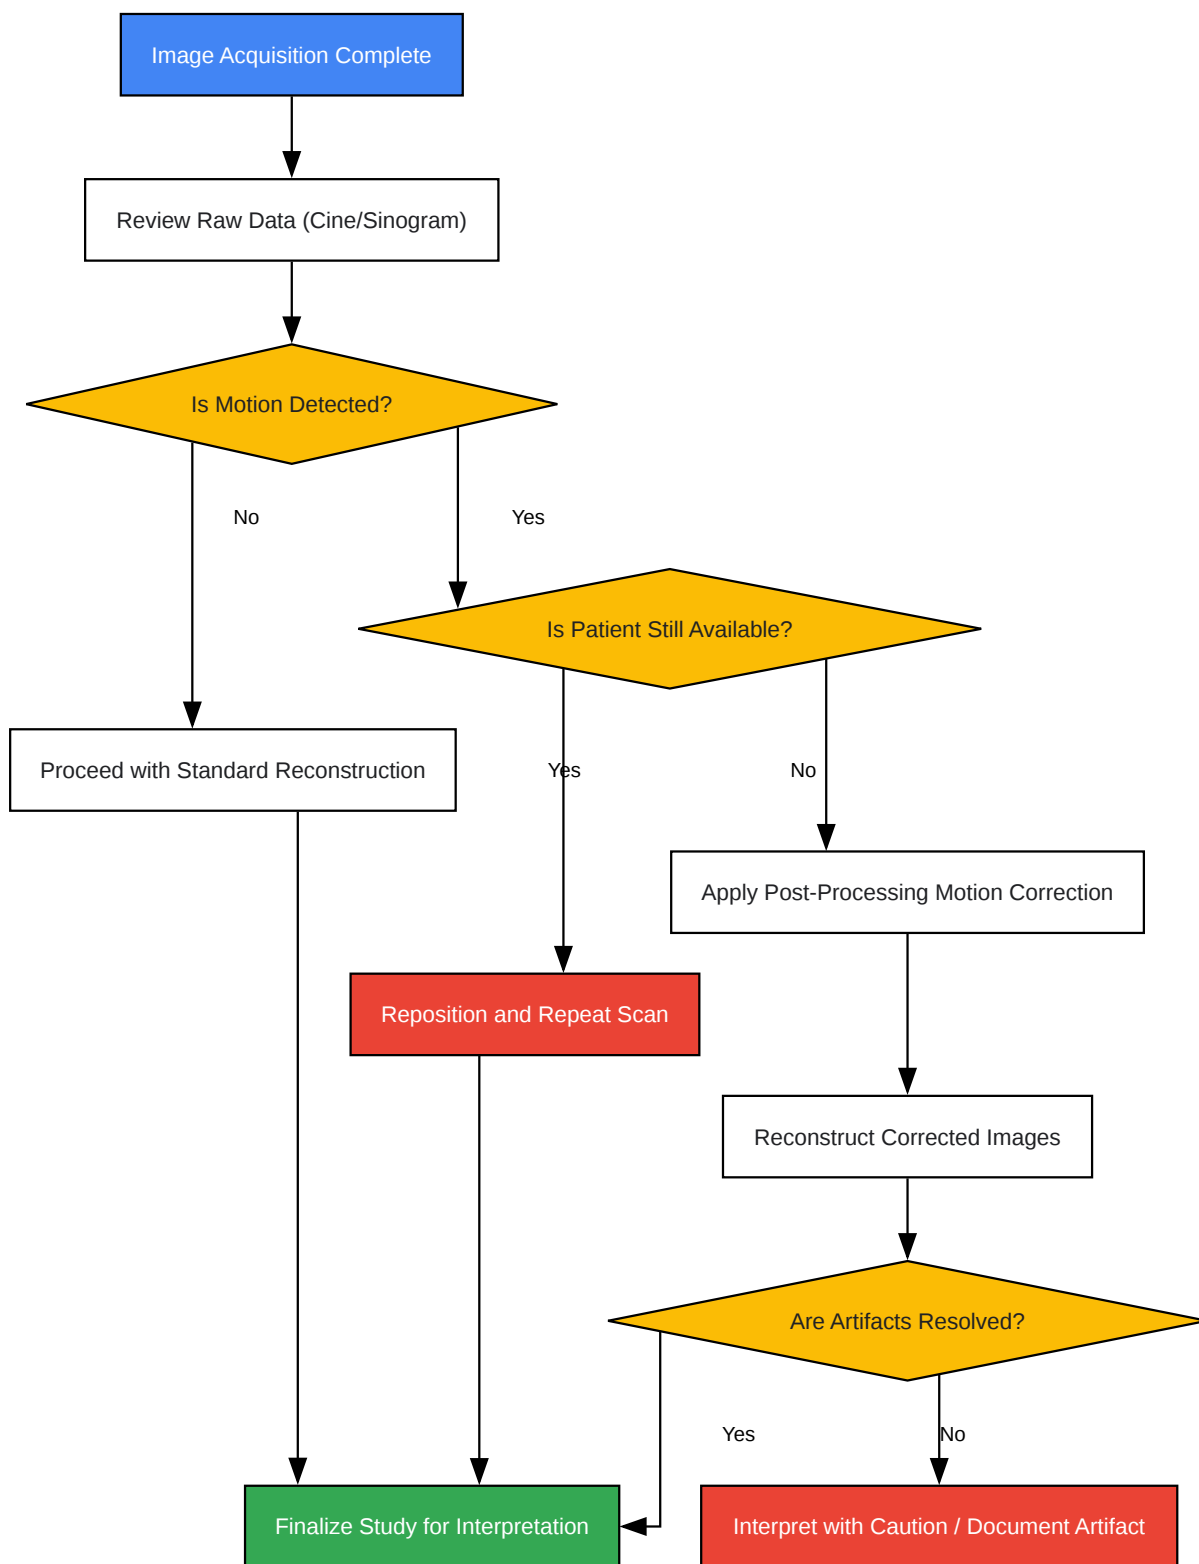 Image Acquisition Complete
Review Raw Data (Cine/Sinogram)
Is Motion Detected?
No
Yes
Is Patient Still Available?
Proceed with Standard Reconstruction
Yes
No
Apply Post-Processing Motion Correction
Reposition and Repeat Scan
Reconstruct Corrected Images
Are Artifacts Resolved?
Yes
No
Finalize Study for Interpretation
Interpret with Caution / Document Artifact